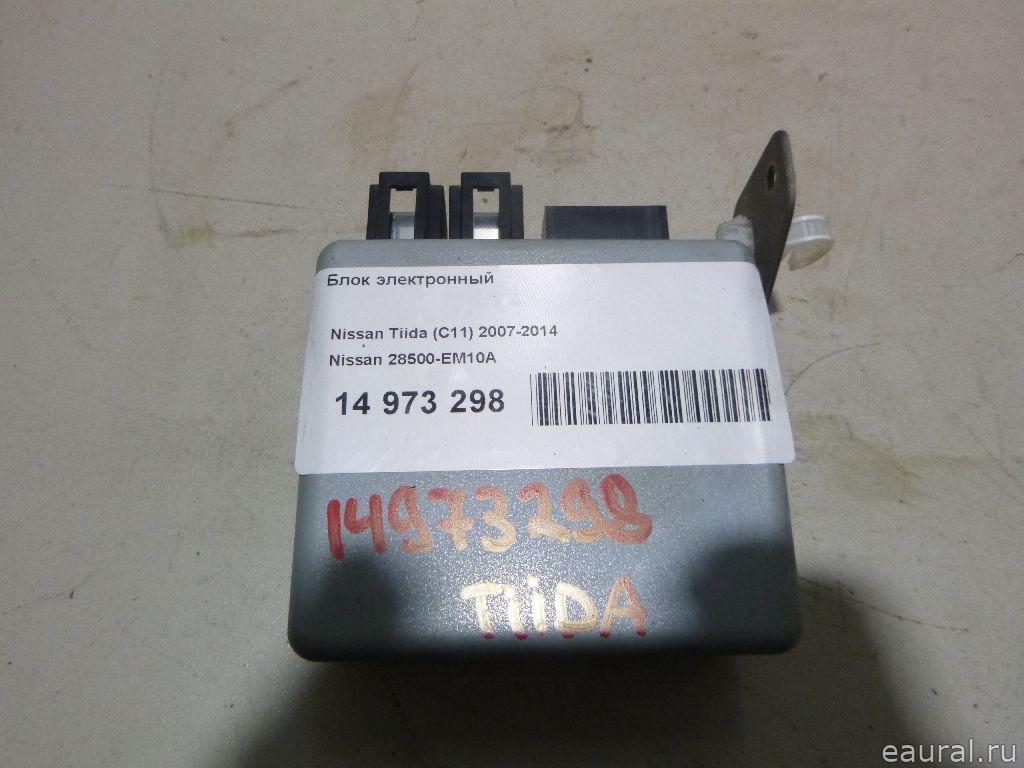 Блок электронный
Nissan Tiida (C11) 2007-2014
Nissan 28500-EM10A
14 973 298
14973298
TiiDA
eaural.ru